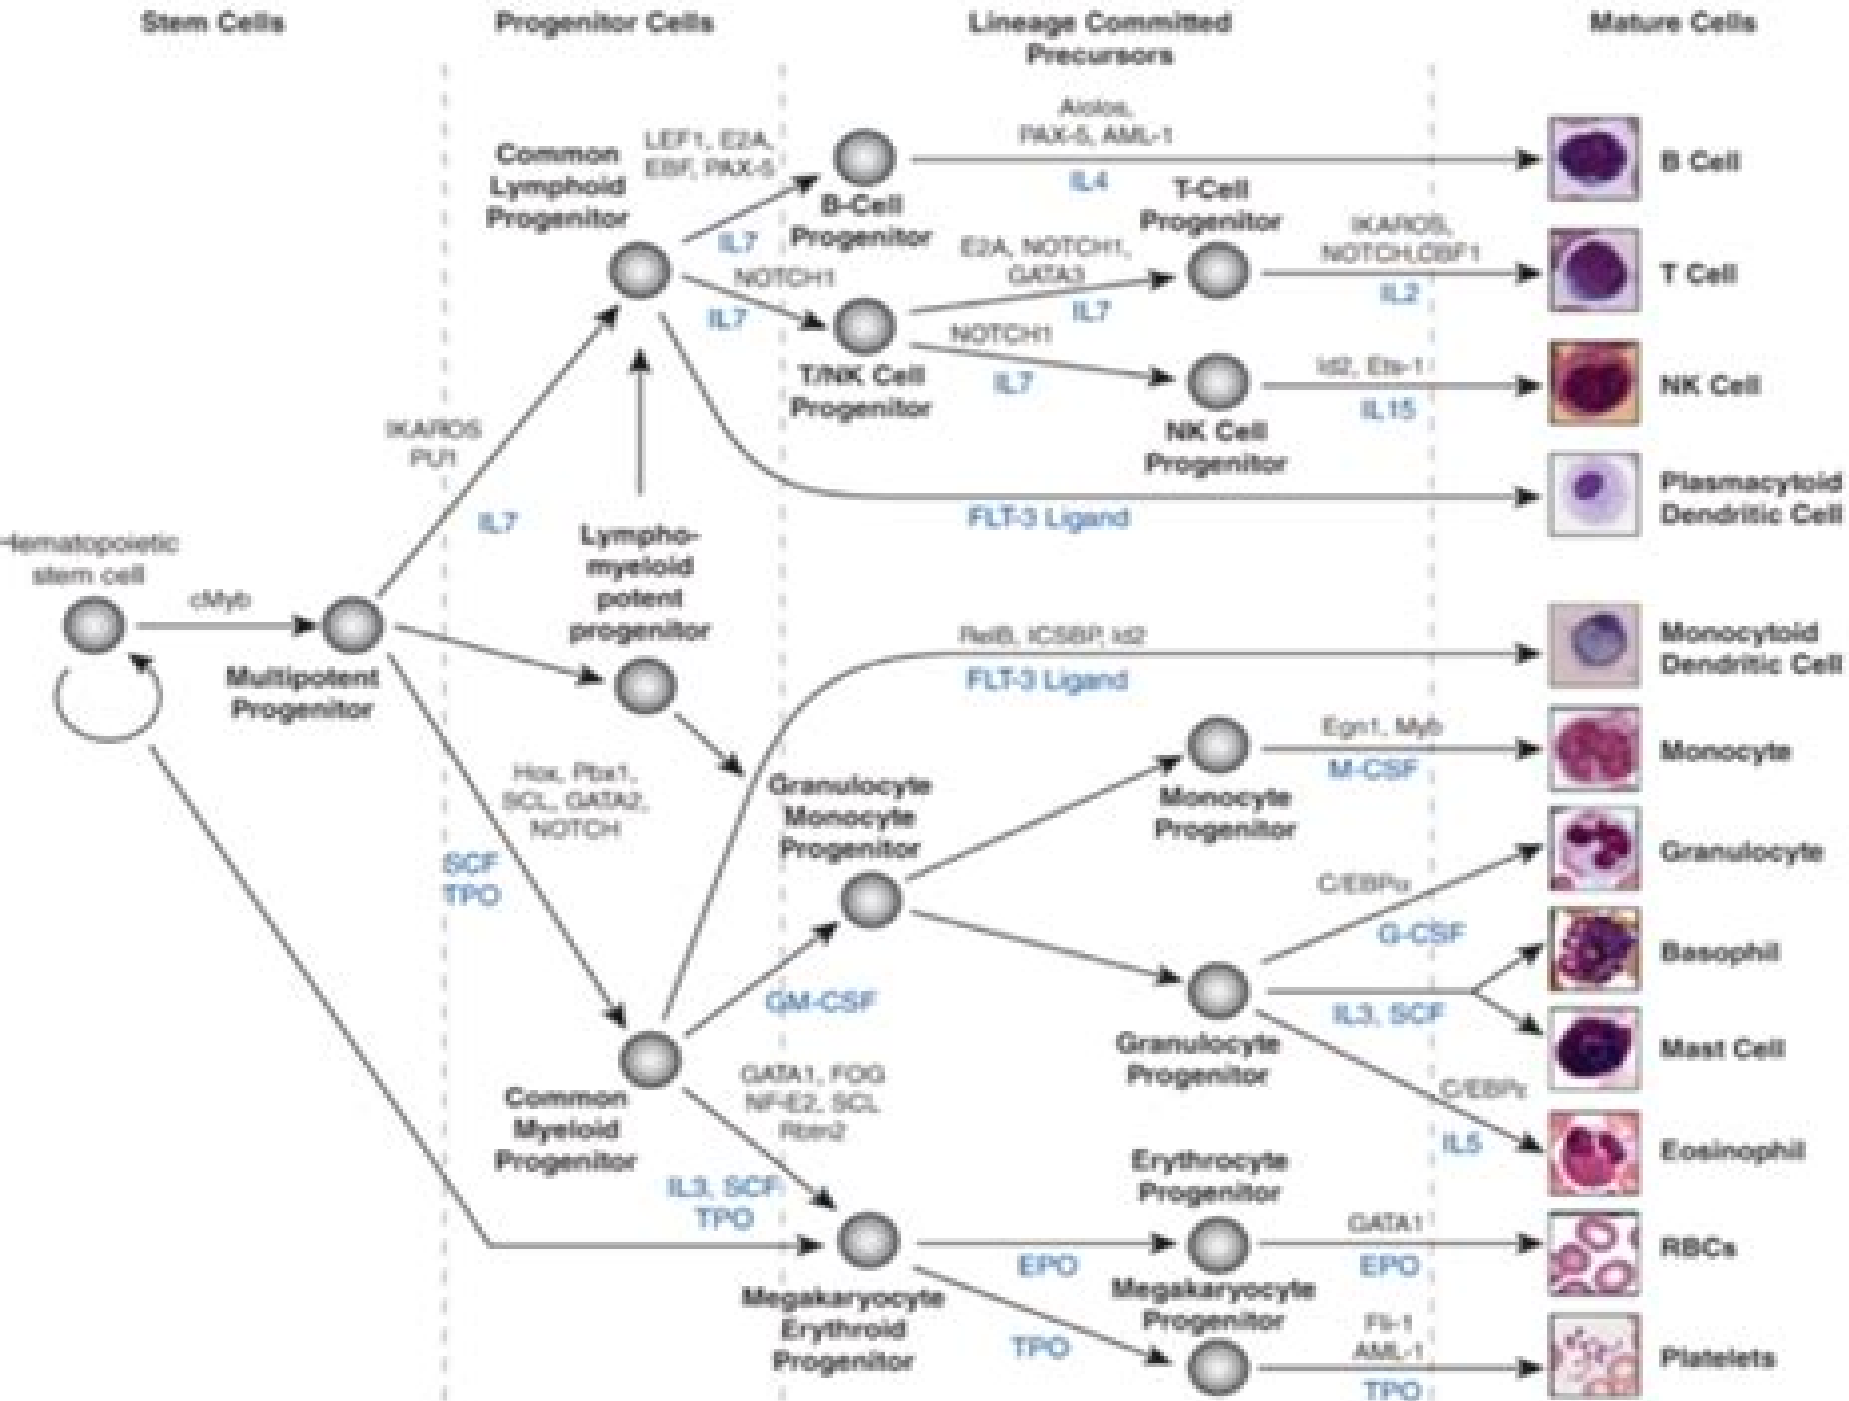 Stem Cells
Progenitor Cells
Lineage Committed
Precursors
Mature Cells
Aiolos,
PAX-5, AML-1
IL4
LEF1, E2A,
EBF, PAX-5
IL7
Common
Lymphoid
Progenitor
B-Cell
Progenitor
B Cell
T-Cell
Progenitor
E2A, NOTCH1,
GATA3
IL7
IKAROS,
NOTCH,CBF1
IL2
T Cell
NOTCH1
IL7
T/NK Cell
Progenitor
NOTCH1
IL7
NK Cell
Progenitor
Id2, Ets-1
IL15
NK Cell
IKAROS
PU1
IL7
FLT-3 Ligand
Plasmacytoid
Dendritic Cell
Hematopoietic
stem cell
cMyb
Multipotent
Progenitor
Lympho-
myeloid
potent
progenitor
RelB, ICSBP, Id2
FLT-3 Ligand
Monocytoid
Dendritic Cell
Hox, Pbx1,
SCL, GATA2,
NOTCH
SCF
TPO
Granulocyte
Monocyte
Progenitor
Monocyte
Progenitor
Egn1, Myb
M-CSF
Monocyte
C/EBPα
G-CSF
Granulocyte
GM-CSF
Granulocyte
Progenitor
IL3, SCF
Basophil
Mast Cell
C/EBPε
IL5
Eosinophil
Common
Myeloid
Progenitor
GATA1, FOG
NF-E2, SCL
Rbtn2
IL3, SCF
TPO
Megakaryocyte
Erythroid
Progenitor
Erythrocyte
Progenitor
EPO
GATA1
EPO
RBCs
Megakaryocyte
Progenitor
TPO
Fli-1
AML-1
TPO
Platelets